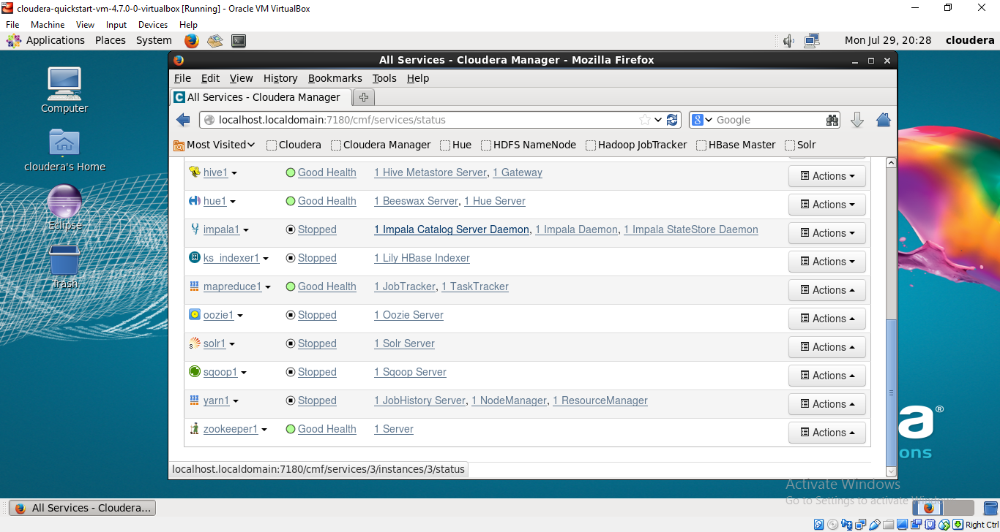 cloudera-quickstart-vm-4.7.0-0-virtualbox [Running] - Oracle VM VirtualBox
File Machine View Input Devices Help
Applications Places System Mon Jul 29, 20:28 cloudera
All Services - Cloudera Manager - Mozilla Firefox
File Edit View History Bookmarks Tools Help
C All Services - Cloudera Manager
localhost.localdomain:7180/cmf/services/status 8 Google
Most Visited Cloudera Cloudera Manager Hue HDFS NameNode Hadoop JobTracker HBase Master Solr
hive1 Good Health 1 Hive Metastore Server, 1 Gateway Actions
hue1 Good Health 1 Beeswax Server, 1 Hue Server Actions
impala1 Stopped 1 Impala Catalog Server Daemon, 1 Impala Daemon, 1 Impala StateStore Daemon Actions
ks_indexer1 Stopped 1 Lily HBase Indexer Actions
mapreduce1 Good Health 1 JobTracker, 1 TaskTracker Actions
oozie1 Stopped 1 Oozie Server Actions
solr1 Stopped 1 Solr Server Actions
sqoop1 Stopped 1 Sqoop Server Actions
yarn1 Stopped 1 JobHistory Server, 1 NodeManager, 1 ResourceManager Actions
zookeeper1 Good Health 1 Server Actions
localhost.localdomain:7180/cmf/services/3/instances/3/status
Computer
cloudera's Home
Eclipse
Trash
a®
ons
Activate Windows
Go to Settings to activate Windows.
All Services - Cloudera...
Right Ctrl